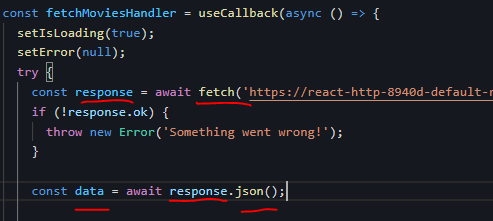 const fetchMoviesHandler = useCallback(async () => {
setIsLoading(true);
setError(null);
try {
const response = await fetch('https://react-http-8940d-default-r
if (!response.ok) {
throw new Error('Something went wrong!');
}
const data = await response.json();